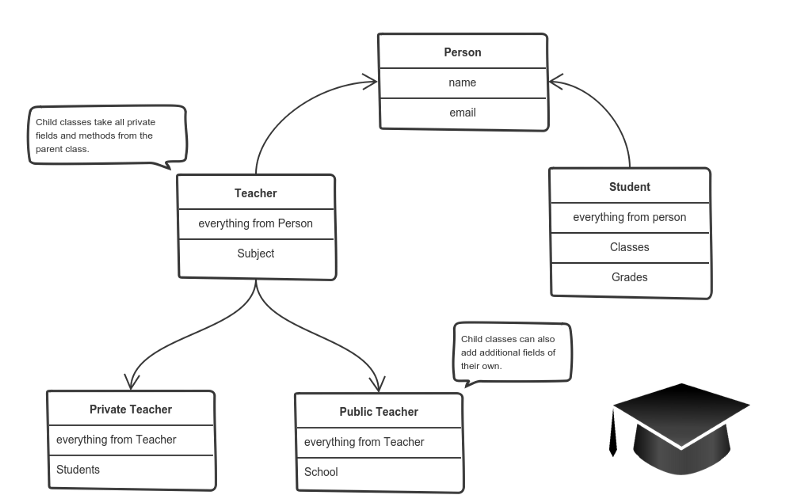 Person
name
email
Child classes take all private
fields and methods from the
parent class.
Teacher
everything from Person
Subject
Student
everything from person
Classes
Grades
Child classes can also
add additional fields of
their own.
Private Teacher
everything from Teacher
Students
Public Teacher
everything from Teacher
School